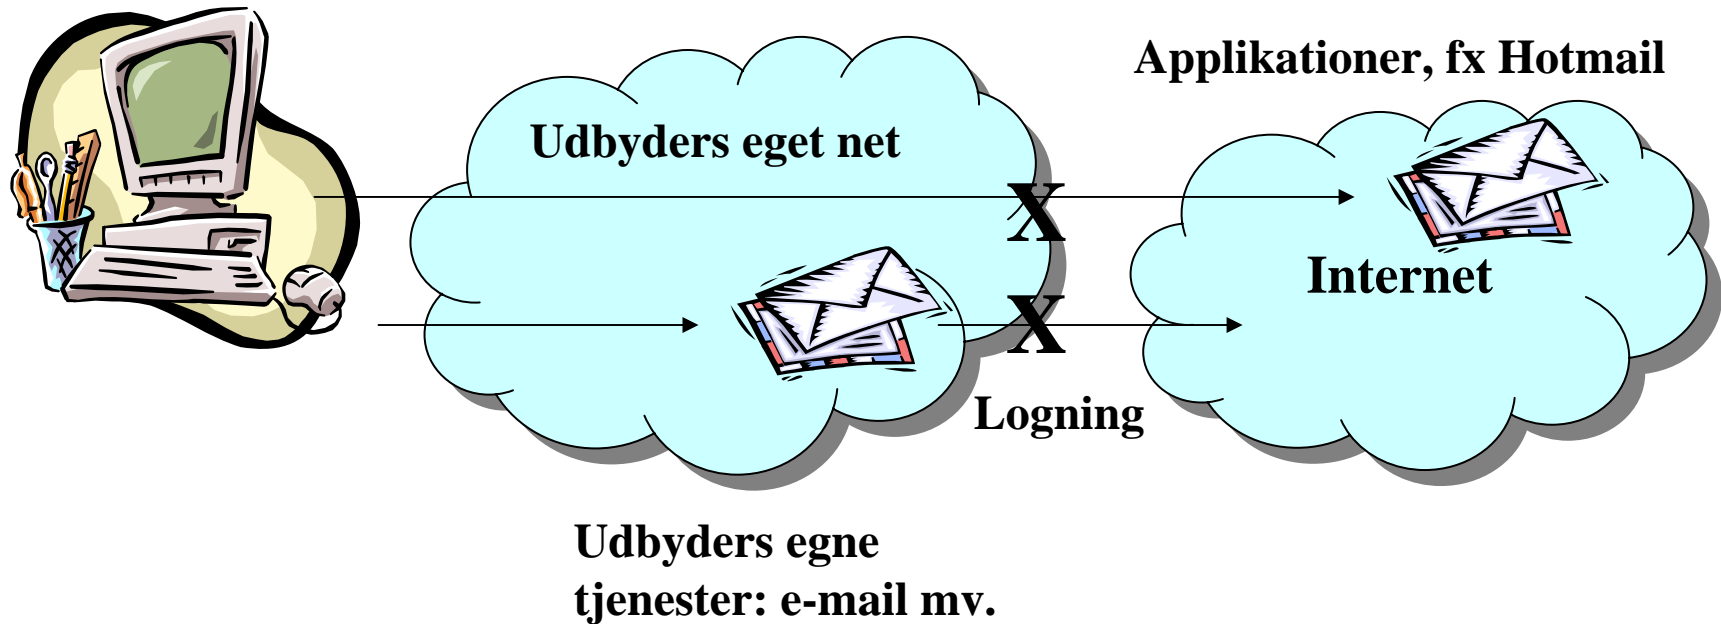 Applikationer, fx Hotmail
Udbyders eget net
X
Internet
X
Logning
Udbyders egne
tjenester: e-mail mv.